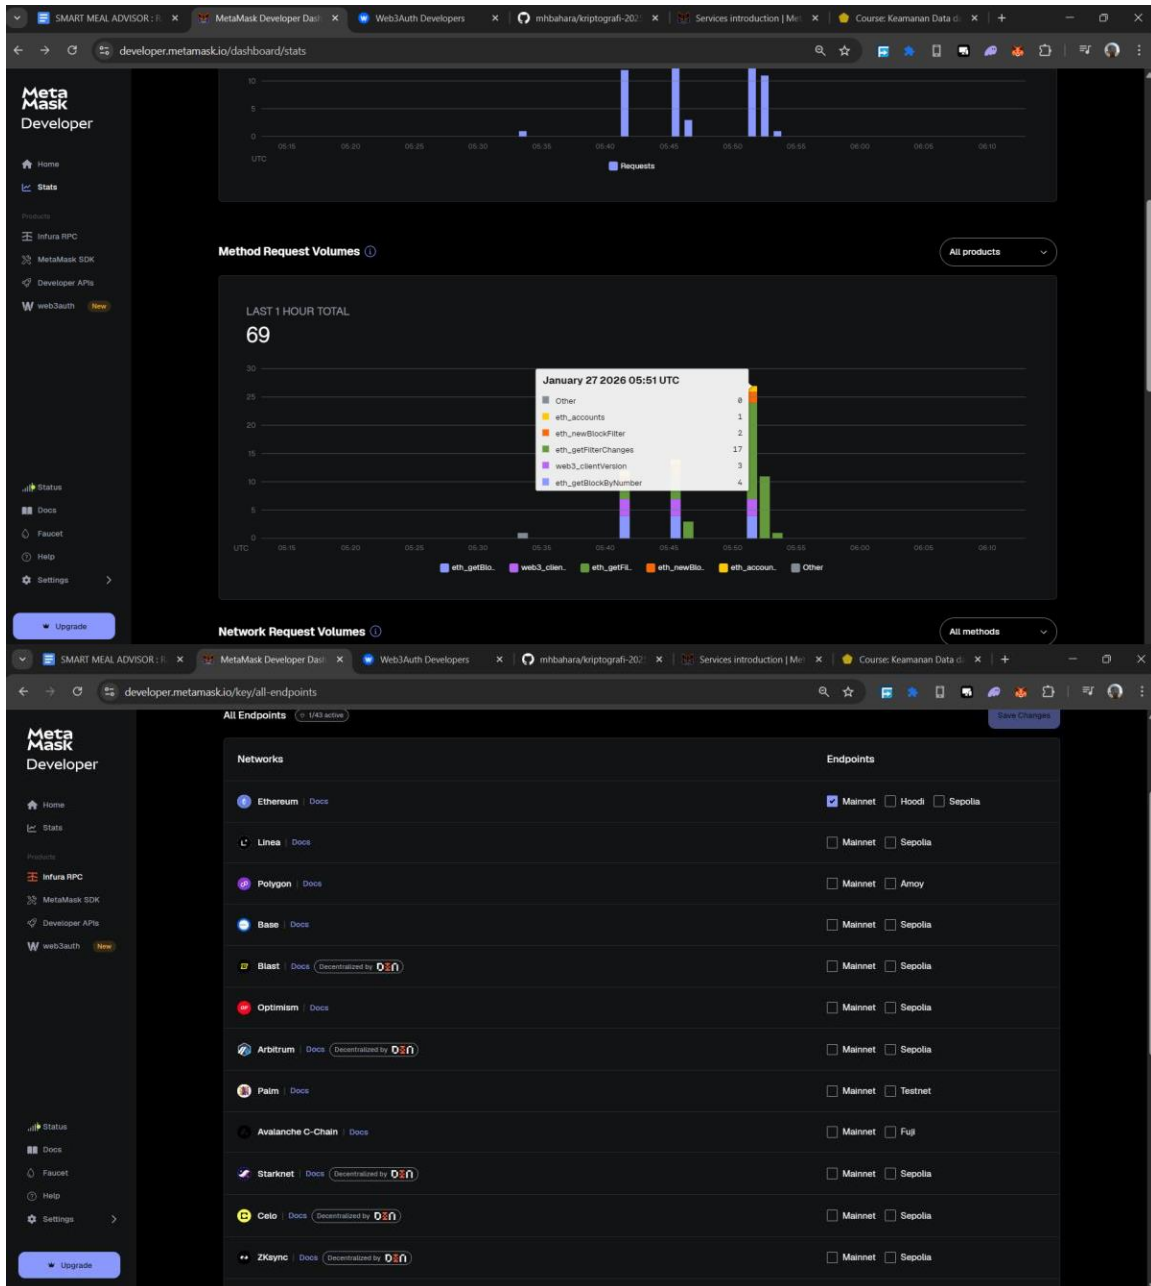 SMART MEAL ADVISOR : R
MetaMask Developer Dash
Web3Auth Developers
mhbahara/kriptografi-202
Services introduction | Met
Course: Keamanan Data d
developer.metamask.io/dashboard/stats
Meta
Mask
Developer
Home
Stats
Products
Infura RPC
MetaMask SDK
Developer APIs
web3auth New
Status
Docs
Faucet
Help
Settings
Upgrade
10
5
0
05:15 05:20 05:25 05:30 05:35 05:40 05:45 05:50 05:55 06:00 06:05 06:10
UTC
Requests
Method Request Volumes
All products
LAST 1 HOUR TOTAL
69
30
25
20
15
10
5
0
January 27 2026 05:51 UTC
Other 0
eth_accounts 1
eth_newBlockFilter 2
eth_getFilterChanges 17
web3_clientVersion 3
eth_getBlockByNumber 4
UTC 05:15 05:20 05:25 05:30 05:35 05:40 05:45 05:50 05:55 06:00 06:05 06:10
eth_getBlo.. web3_clien.. eth_getFil.. eth_newBlo.. eth_accoun.. Other
Network Request Volumes
All methods
SMART MEAL ADVISOR : R
MetaMask Developer Dash
Web3Auth Developers
mhbahara/kriptografi-202
Services introduction | Met
Course: Keamanan Data d
developer.metamask.io/key/all-endpoints
Meta
Mask
Developer
Home
Stats
Products
Infura RPC
MetaMask SDK
Developer APIs
web3auth New
Status
Docs
Faucet
Help
Settings
Upgrade
All Endpoints 1/43 active
Save Changes
Networks Endpoints
Ethereum | Docs Mainnet Hoodi Sepolia
Linea | Docs Mainnet Sepolia
Polygon | Docs Mainnet Amoy
Base | Docs Mainnet Sepolia
Blast | Docs Decentralized by Mainnet Sepolia
Optimism | Docs Mainnet Sepolia
Arbitrum | Docs Decentralized by Mainnet Sepolia
Palm | Docs Mainnet Testnet
Avalanche C-Chain | Docs Mainnet Fuji
Starknet | Docs Decentralized by Mainnet Sepolia
Celo | Docs Decentralized by Mainnet Sepolia
ZKsync | Docs Decentralized by Mainnet Sepolia